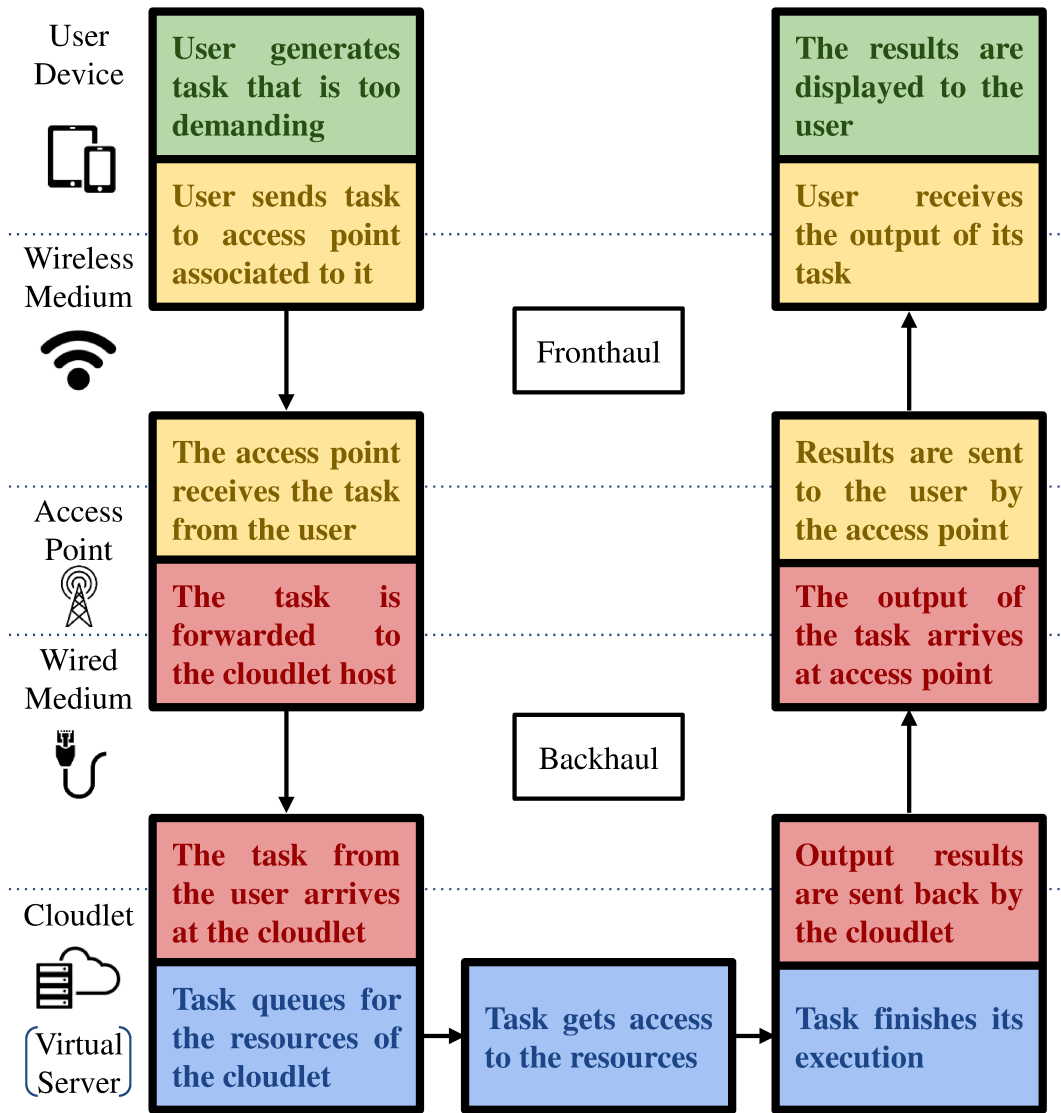 User
Device
User generates
task that is too
demanding
The results are
displayed to the
user
User sends task
to access point
associated to it
User receives
the output of its
task
Wireless
Medium
Fronthaul
The access point
receives the task
from the user
Results are sent
to the user by
the access point
Access
Point
The task is
forwarded to
the cloudlet host
The output of
the task arrives
at access point
Wired
Medium
Backhaul
The task from
the user arrives
at the cloudlet
Output results
are sent back by
the cloudlet
Cloudlet
Virtual
Server
Task queues for
the resources of
the cloudlet
Task gets access
to the resources
Task finishes its
execution